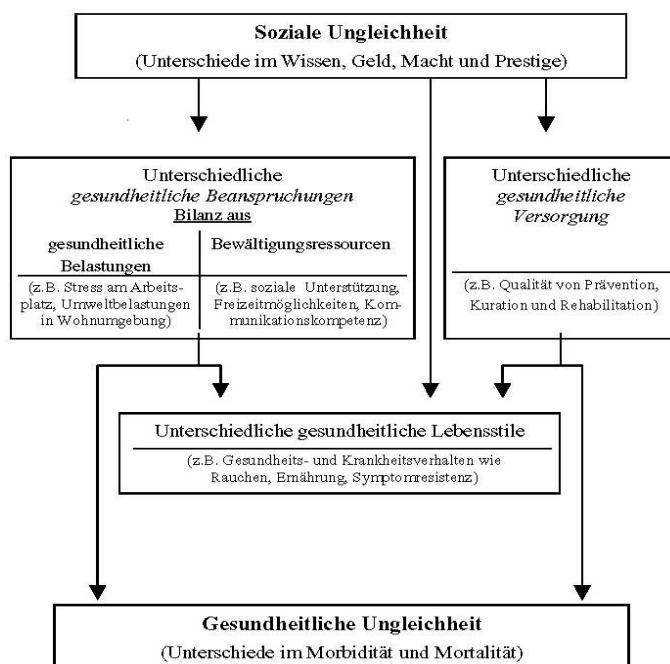 Soziale Ungleichheit
(Unterschiede im Wissen, Geld, Macht und Prestige)
Unterschiedliche
gesundheitliche Beanspruchungen
Bilanz aus
gesundheitliche
Belastungen
(z.B. Stress am Arbeits-
platz, Umweltbelastungen
in Wohnumgebung)
Bewältigungsressourcen
(z.B. soziale Unterstützung,
Freizeitmöglichkeiten, Kom-
munikationskompetenz)
Unterschiedliche
gesundheitliche
Versorgung
(z.B. Qualität von Prävention,
Kuration und Rehabilitation)
Unterschiedliche gesundheitliche Lebensstile
(z.B. Gesundheits- und Krankheitsverhalten wie
Rauchen, Ernährung, Symptomresistenz)
Gesundheitliche Ungleichheit
(Unterschiede im Morbidität und Mortalität)